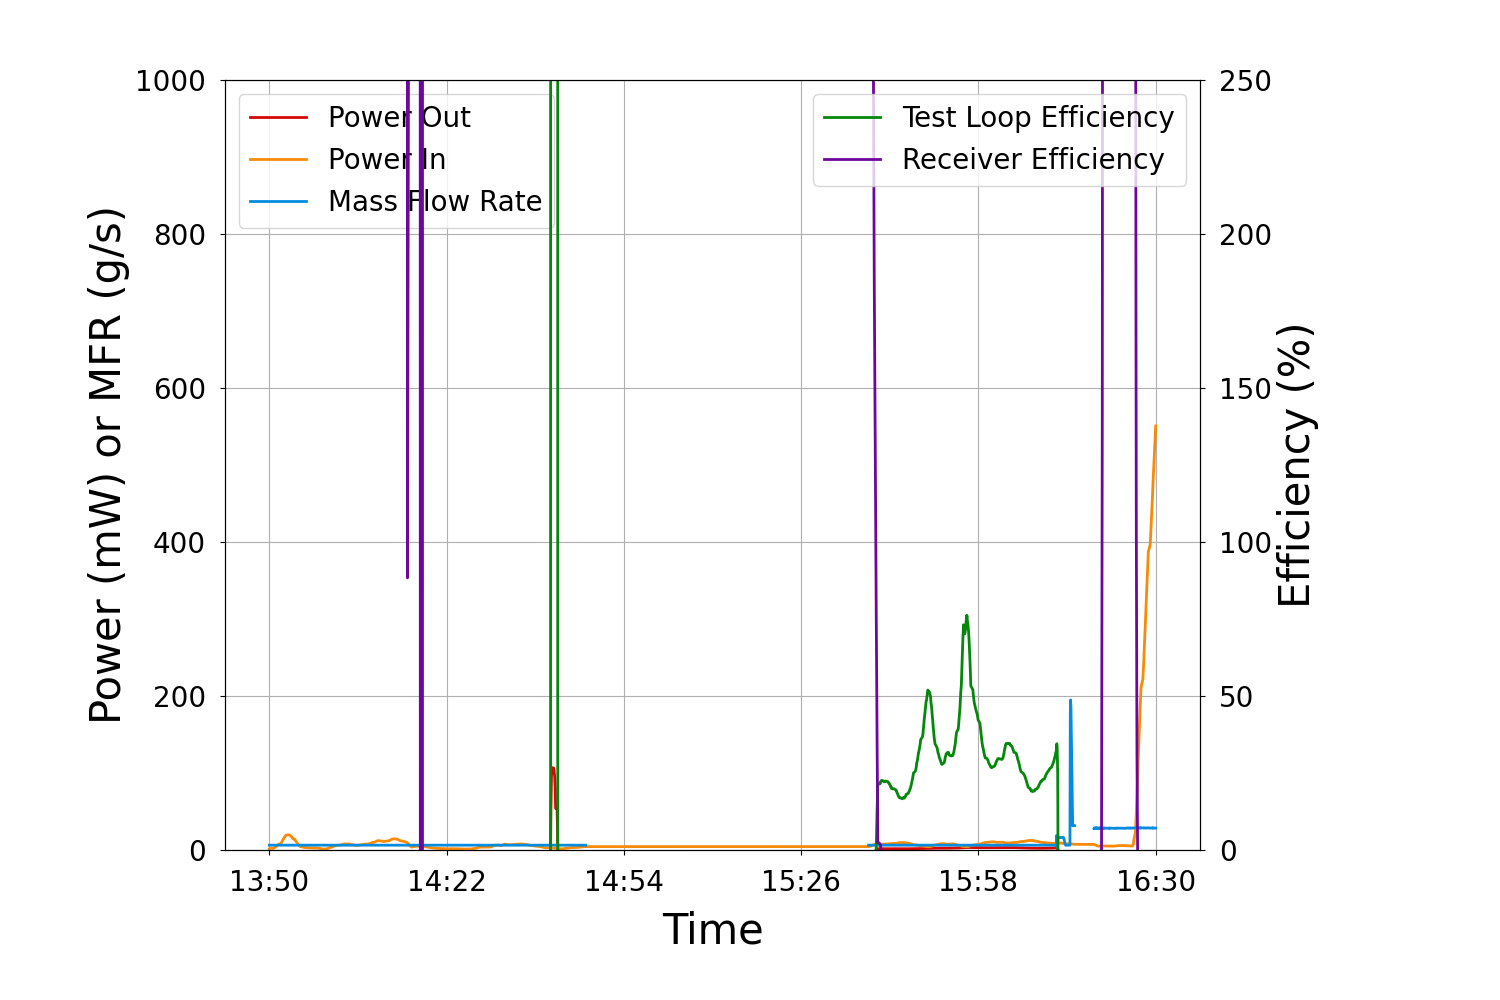 1000
800
600
400
200
0
Power (mW) or MFR (g/s)
Power Out
Power In
Mass Flow Rate
Test Loop Efficiency
Receiver Efficiency
250
200
150
100
50
0
Efficiency (%)
13:50 14:22 14:54 15:26 15:58 16:30
Time